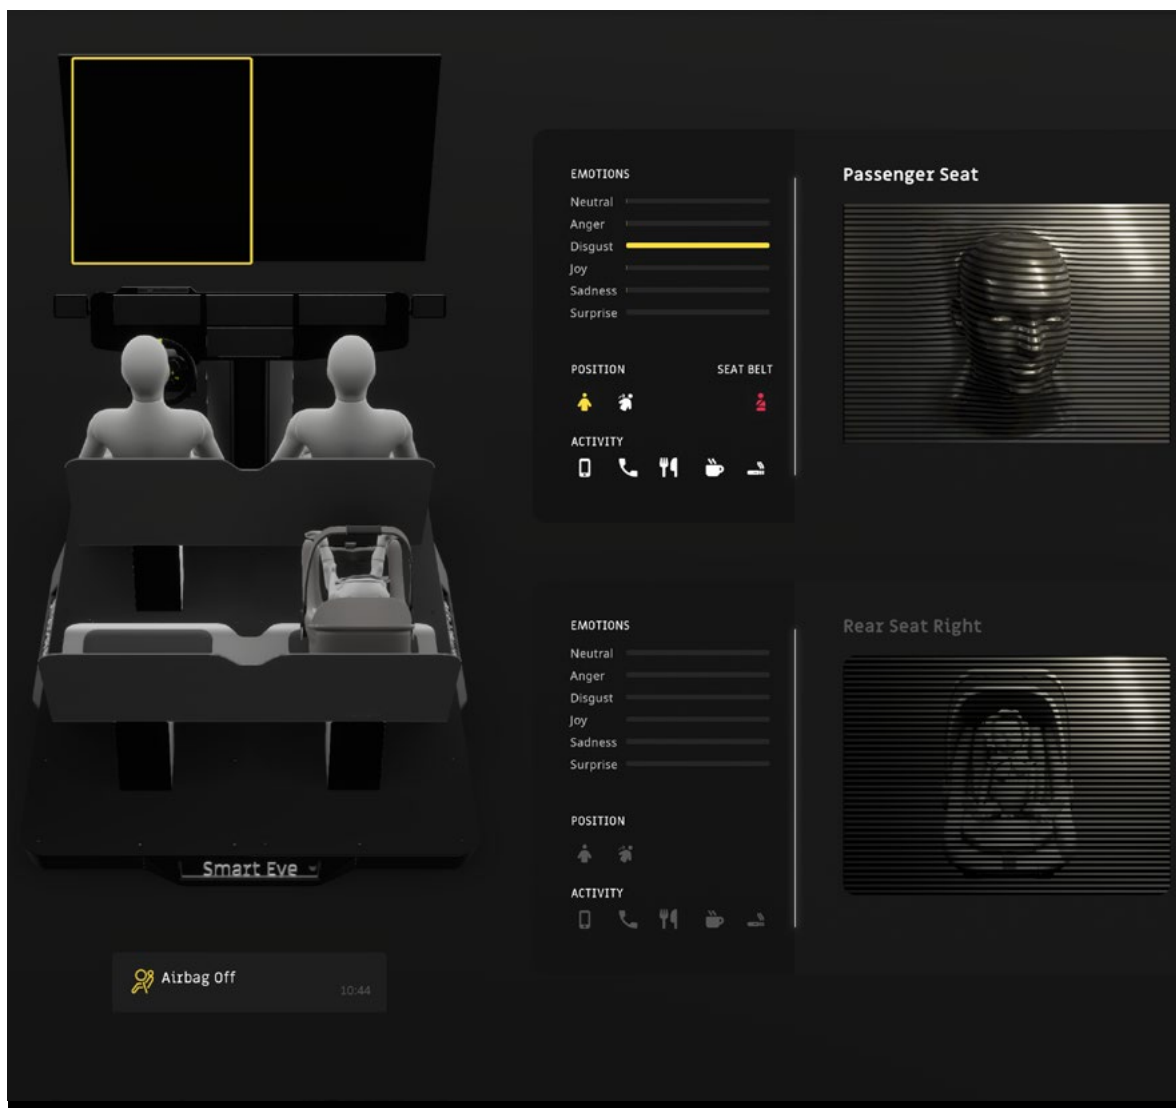 EMOTIONS
Neutral
Anger
Disgust
Joy
Sadness
Surprise
POSITION
SEAT BELT
ACTIVITY
Passenger Seat
EMOTIONS
Neutral
Anger
Disgust
Joy
Sadness
Surprise
POSITION
ACTIVITY
Rear Seat Right
Smart Eye
Airbag Off
10:44